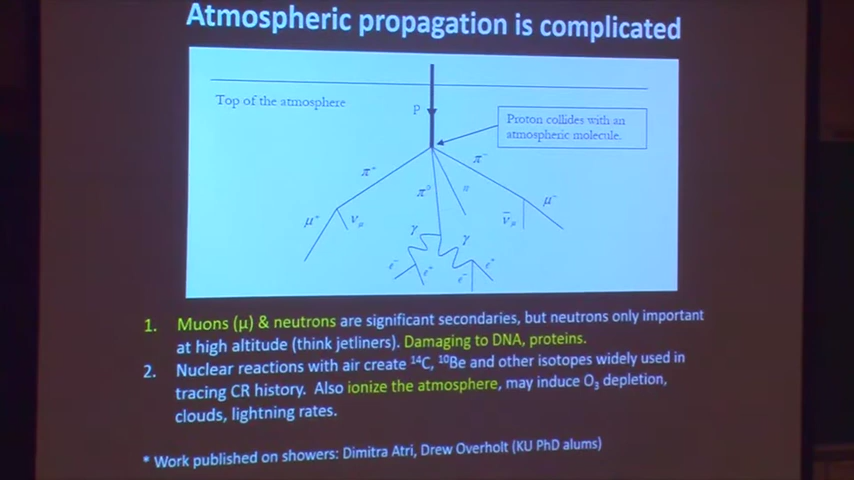 Atmospheric propagation is complicated
Top of the atmosphere
p
Proton collides with an
atmospheric molecule.
π⁺
π⁻
π⁰
n
μ⁺
ν_μ
ν̄_μ
μ⁻
γ
γ
e⁻
e⁺
e⁻
e⁺
1. Muons (μ) & neutrons are significant secondaries, but neutrons only important
at high altitude (think jetliners). Damaging to DNA, proteins.
2. Nuclear reactions with air create ¹⁴C, ¹⁰Be and other isotopes widely used in
tracing CR history. Also ionize the atmosphere, may induce O₃ depletion,
clouds, lightning rates.
* Work published on showers: Dimitra Atri, Drew Overholt (KU PhD alums)